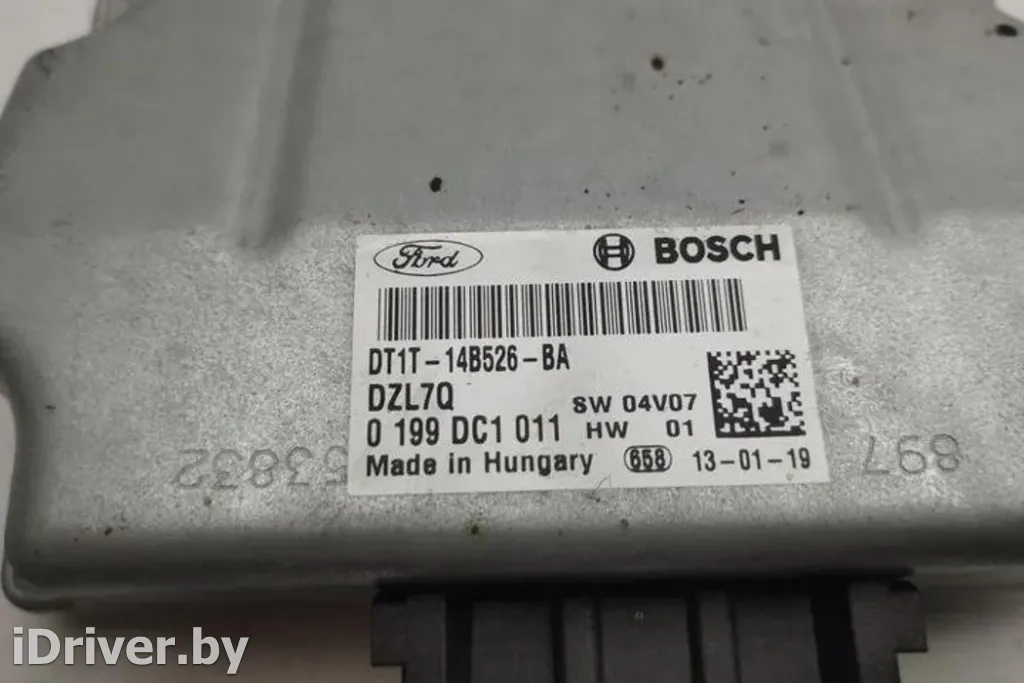 Ford BOSCH
DT1T-14B526-BA
DZL7Q
SW 04V07
0 199 DC1 011 HW 01
Made in Hungary 658 13-01-19
53832
897
iDriver.by